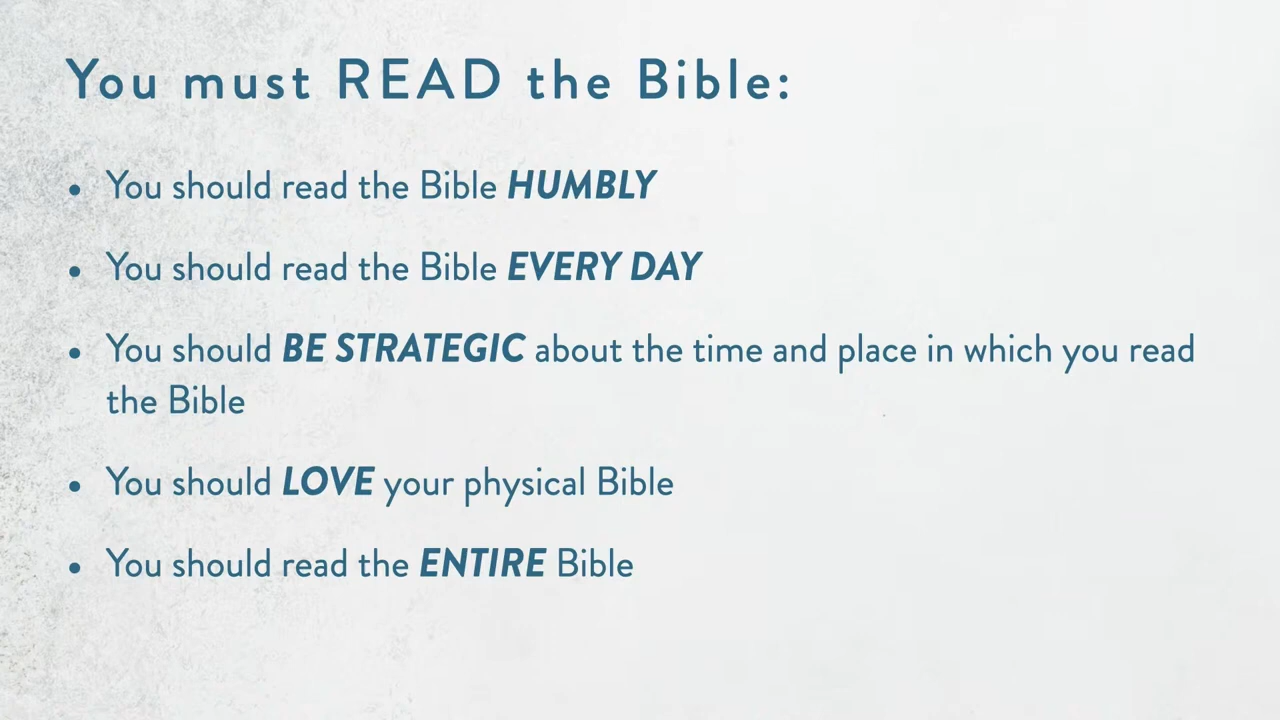 You must READ the Bible:
• You should read the Bible HUMBLY
• You should read the Bible EVERY DAY
• You should BE STRATEGIC about the time and place in which you read
the Bible
• You should LOVE your physical Bible
• You should read the ENTIRE Bible